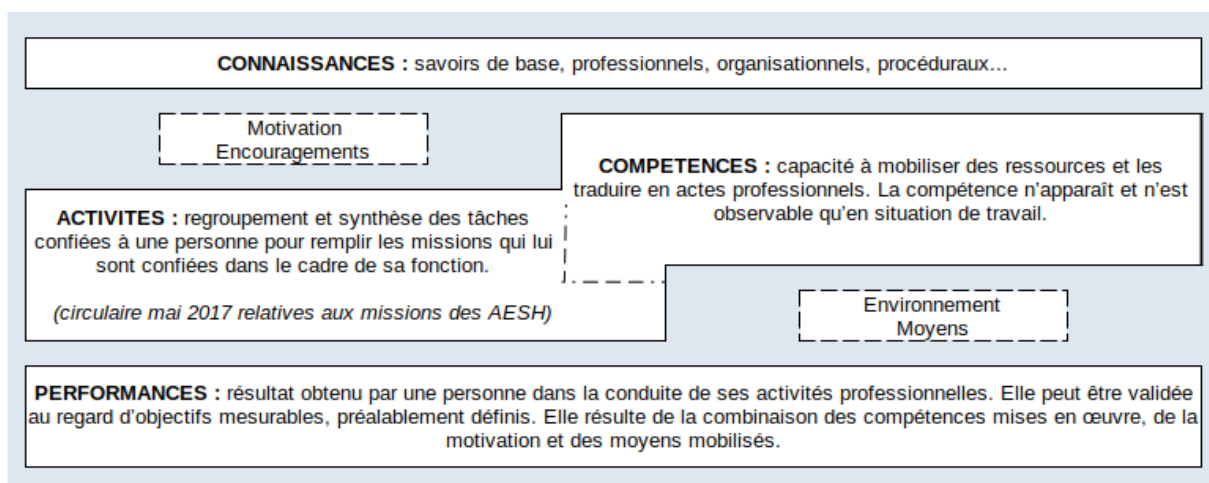 CONNAISSANCES : savoirs de base, professionnels, organisationnels, procéduraux...
Motivation
Encouragements
COMPETENCES : capacité à mobiliser des ressources et les
traduire en actes professionnels. La compétence n'apparaît et n'est
observable qu'en situation de travail.
ACTIVITES : regroupement et synthèse des tâches
confiées à une personne pour remplir les missions qui lui
sont confiées dans le cadre de sa fonction.
(circulaire mai 2017 relatives aux missions des AESH)
Environnement
Moyens
PERFORMANCES : résultat obtenu par une personne dans la conduite de ses activités professionnelles. Elle peut être validée
au regard d'objectifs mesurables, préalablement définis. Elle résulte de la combinaison des compétences mises en œuvre, de la
motivation et des moyens mobilisés.